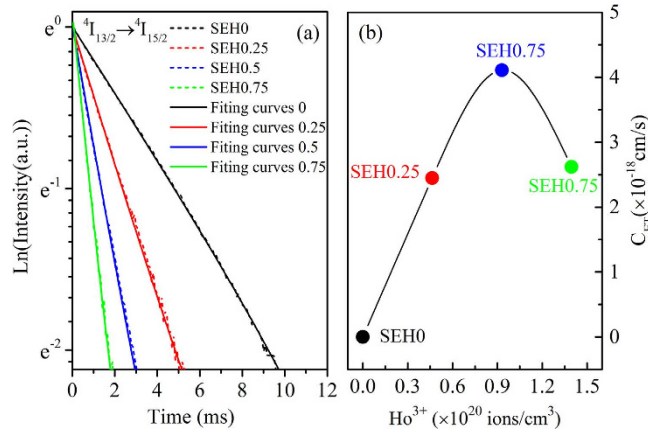 ⁴I₁₃/₂→⁴I₁₅/₂ (a)
SEH0
SEH0.25
SEH0.5
SEH0.75
Fiting curves 0
Fiting curves 0.25
Fiting curves 0.5
Fiting curves 0.75
e⁰
e⁻¹
e⁻²
Ln(Intensity(a.u.))
0 2 4 6 8 10 12
Time (ms)
(b)
SEH0.75
SEH0.25
SEH0.75
SEH0
5
4
3
2
1
0
C_ET(×10⁻¹⁸cm/s)
0.0 0.3 0.6 0.9 1.2 1.5
Ho³⁺ (×10²⁰ ions/cm³)